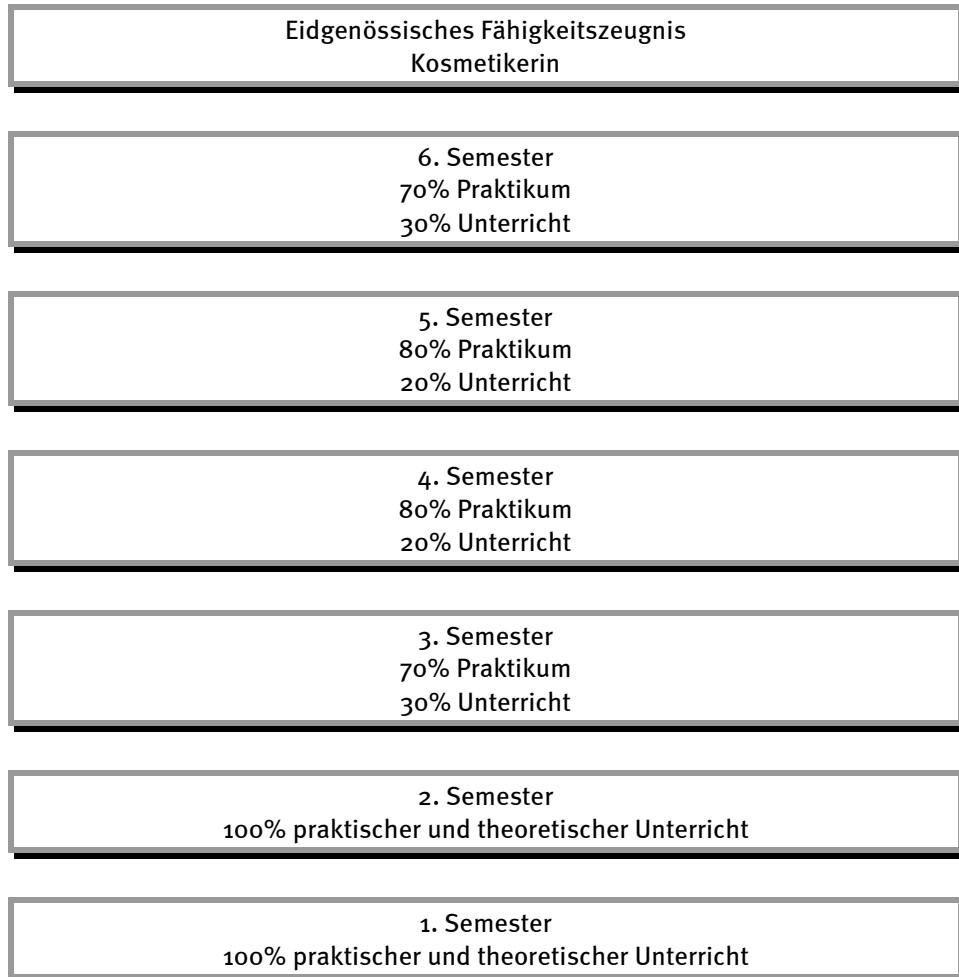 Eidgenössisches Fähigkeitszeugnis
Kosmetikerin
6. Semester
70% Praktikum
30% Unterricht
5. Semester
80% Praktikum
20% Unterricht
4. Semester
80% Praktikum
20% Unterricht
3. Semester
70% Praktikum
30% Unterricht
2. Semester
100% praktischer und theoretischer Unterricht
1. Semester
100% praktischer und theoretischer Unterricht